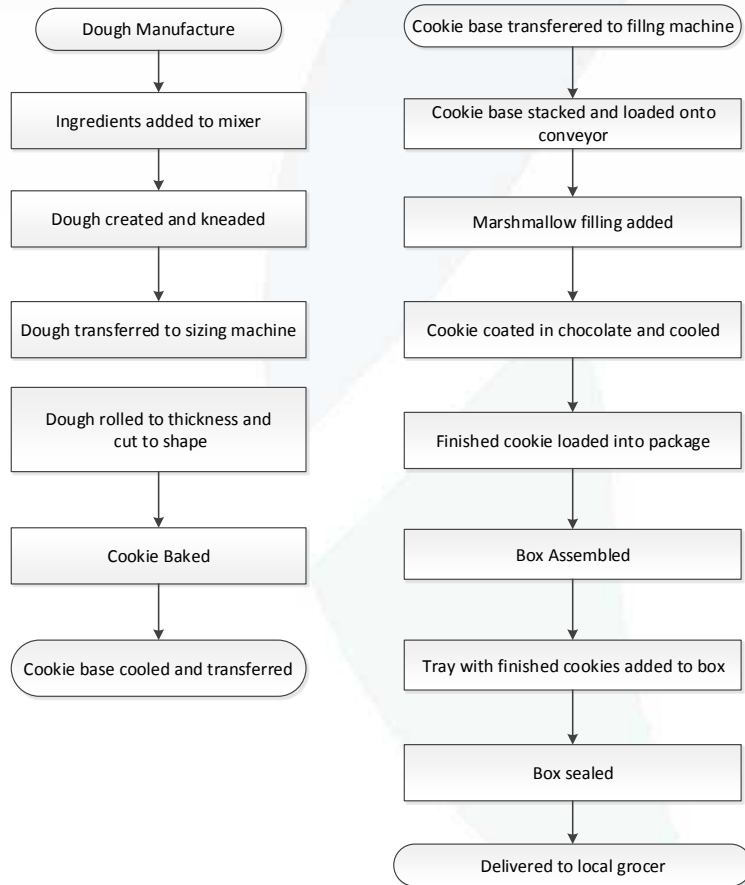 Dough Manufacture
Ingredients added to mixer
Dough created and kneaded
Dough transferred to sizing machine
Dough rolled to thickness and
cut to shape
Cookie Baked
Cookie base cooled and transferred
Cookie base transferered to fillng machine
Cookie base stacked and loaded onto
conveyor
Marshmallow filling added
Cookie coated in chocolate and cooled
Finished cookie loaded into package
Box Assembled
Tray with finished cookies added to box
Box sealed
Delivered to local grocer